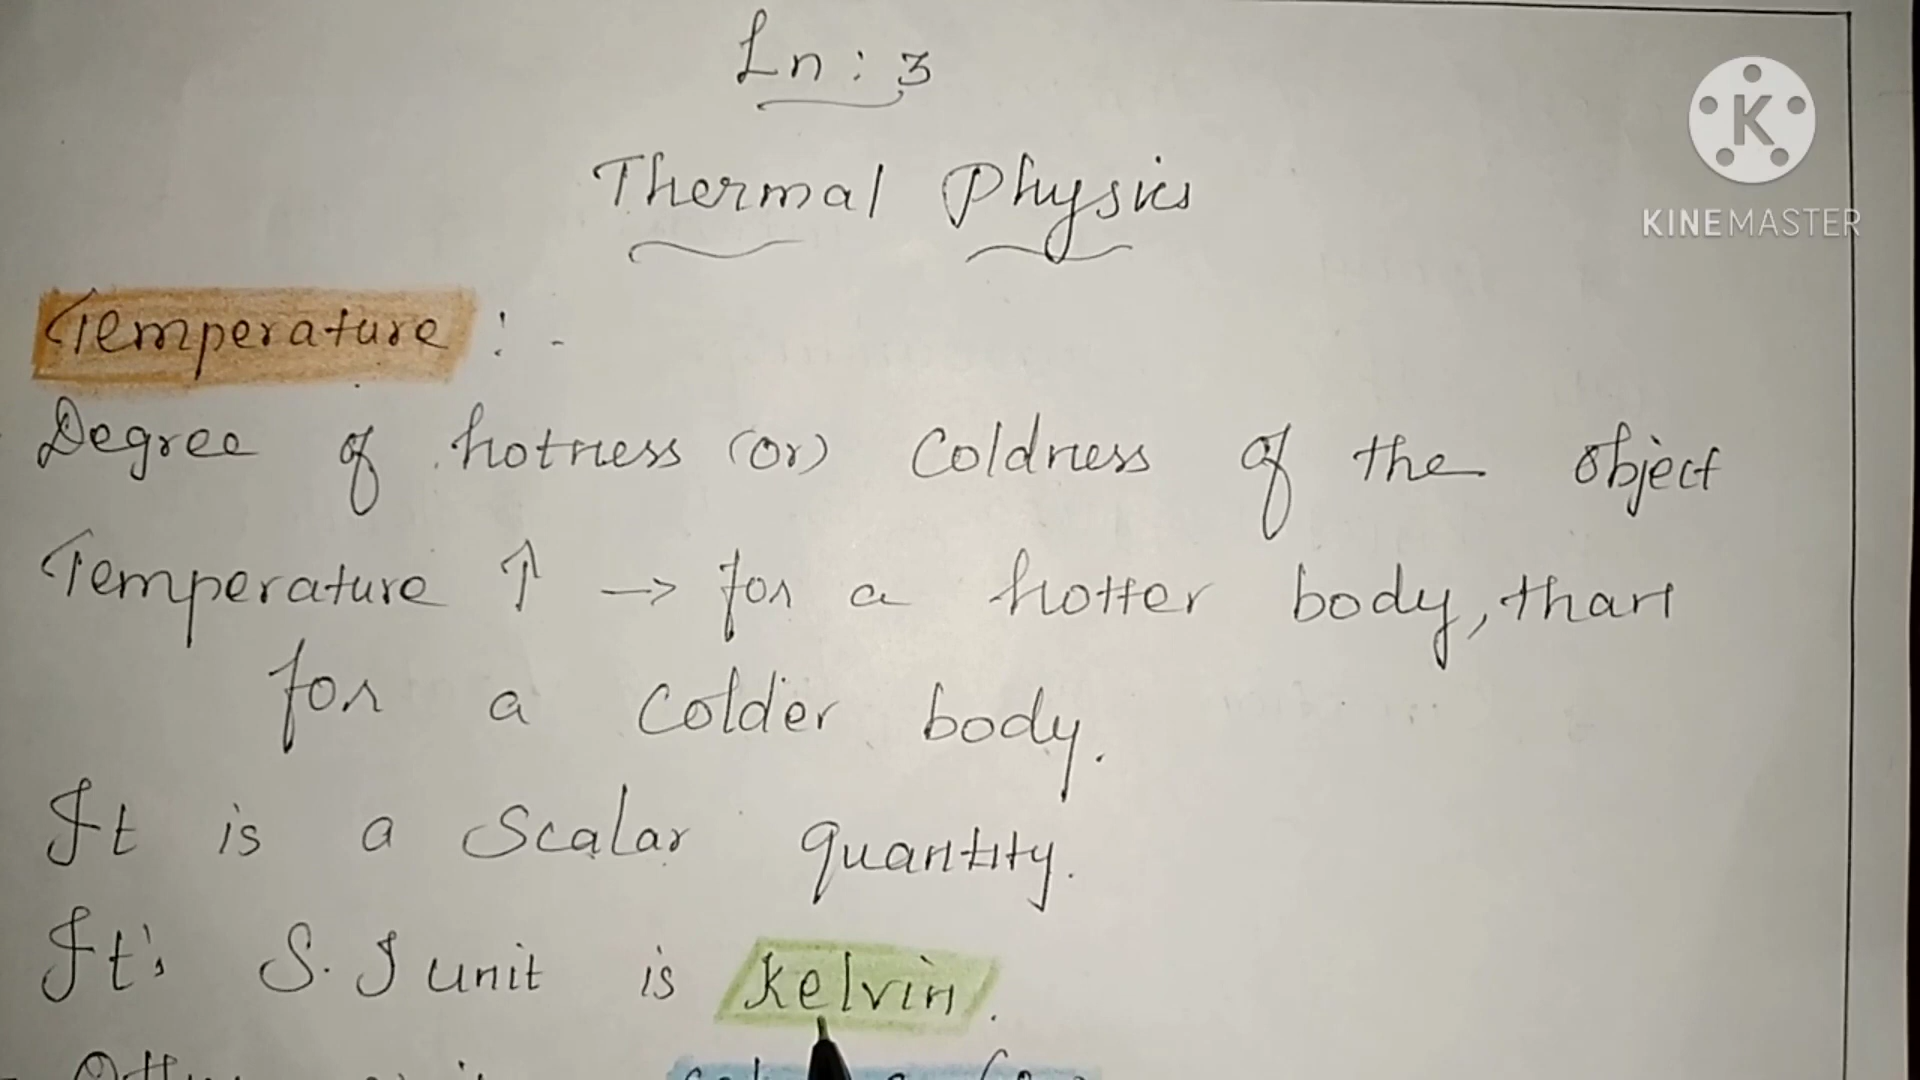 Ln : 3
Thermal Physics
KINEMASTER
Temperature : -
Degree of hotness (or) Coldness of the object
Temperature ↑ → for a hotter body, than
for a colder body.
It is a Scalar quantity.
It's S.I unit is Kelvin.